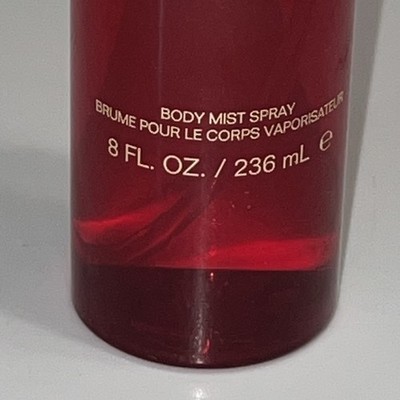 BODY MIST SPRAY
BRUME POUR LE CORPS VAPORISATEUR
8 FL. OZ. / 236 mL ℮